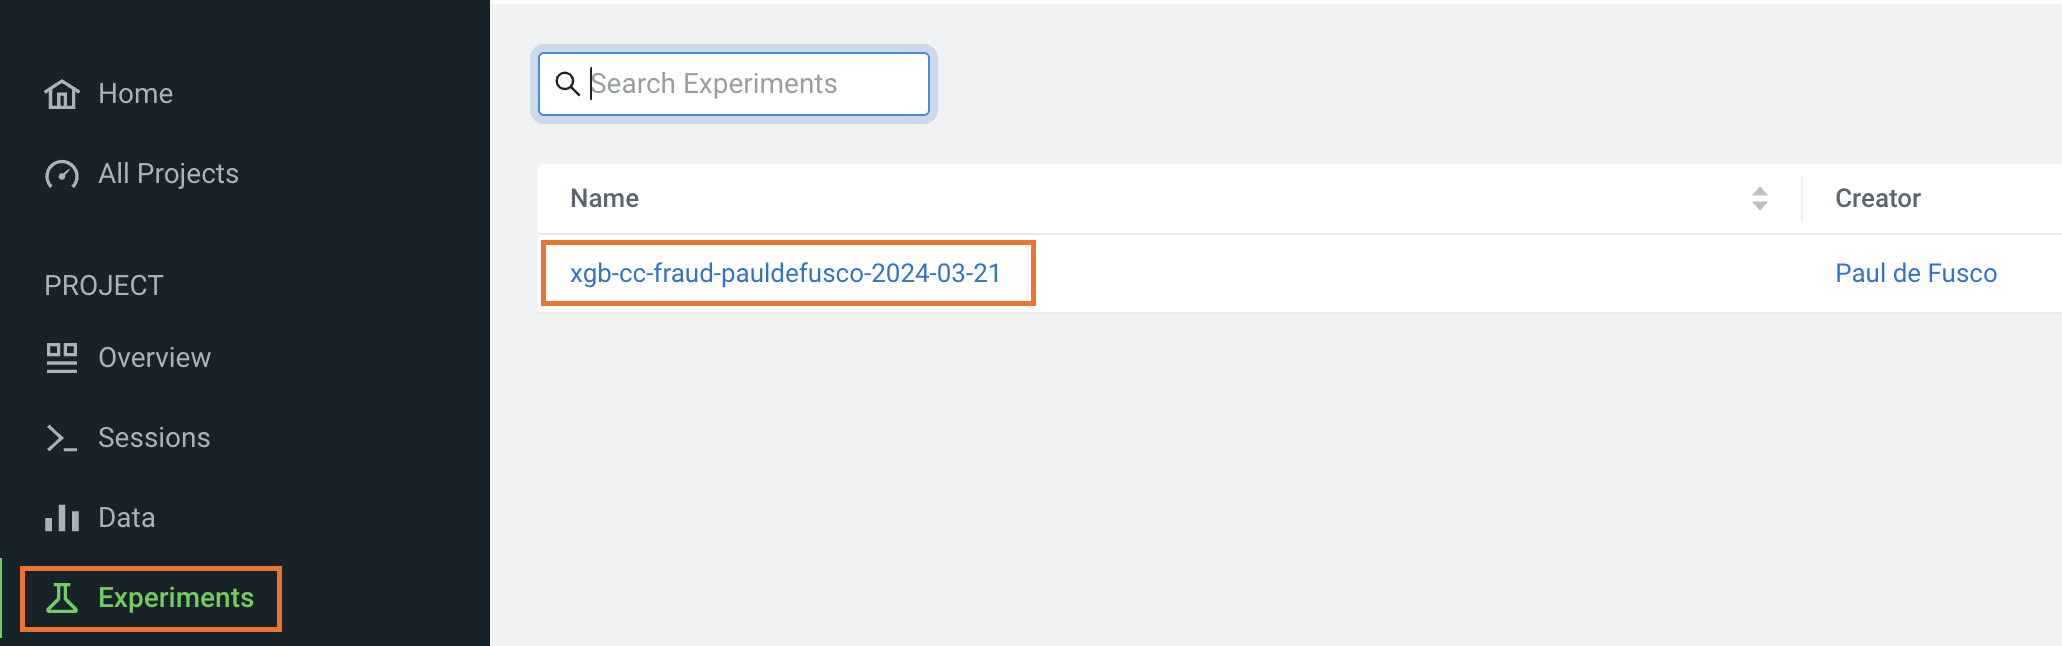 Home
All Projects
PROJECT
Overview
Sessions
Data
Experiments
Search Experiments
Name Creator
xgb-cc-fraud-pauldefusco-2024-03-21 Paul de Fusco